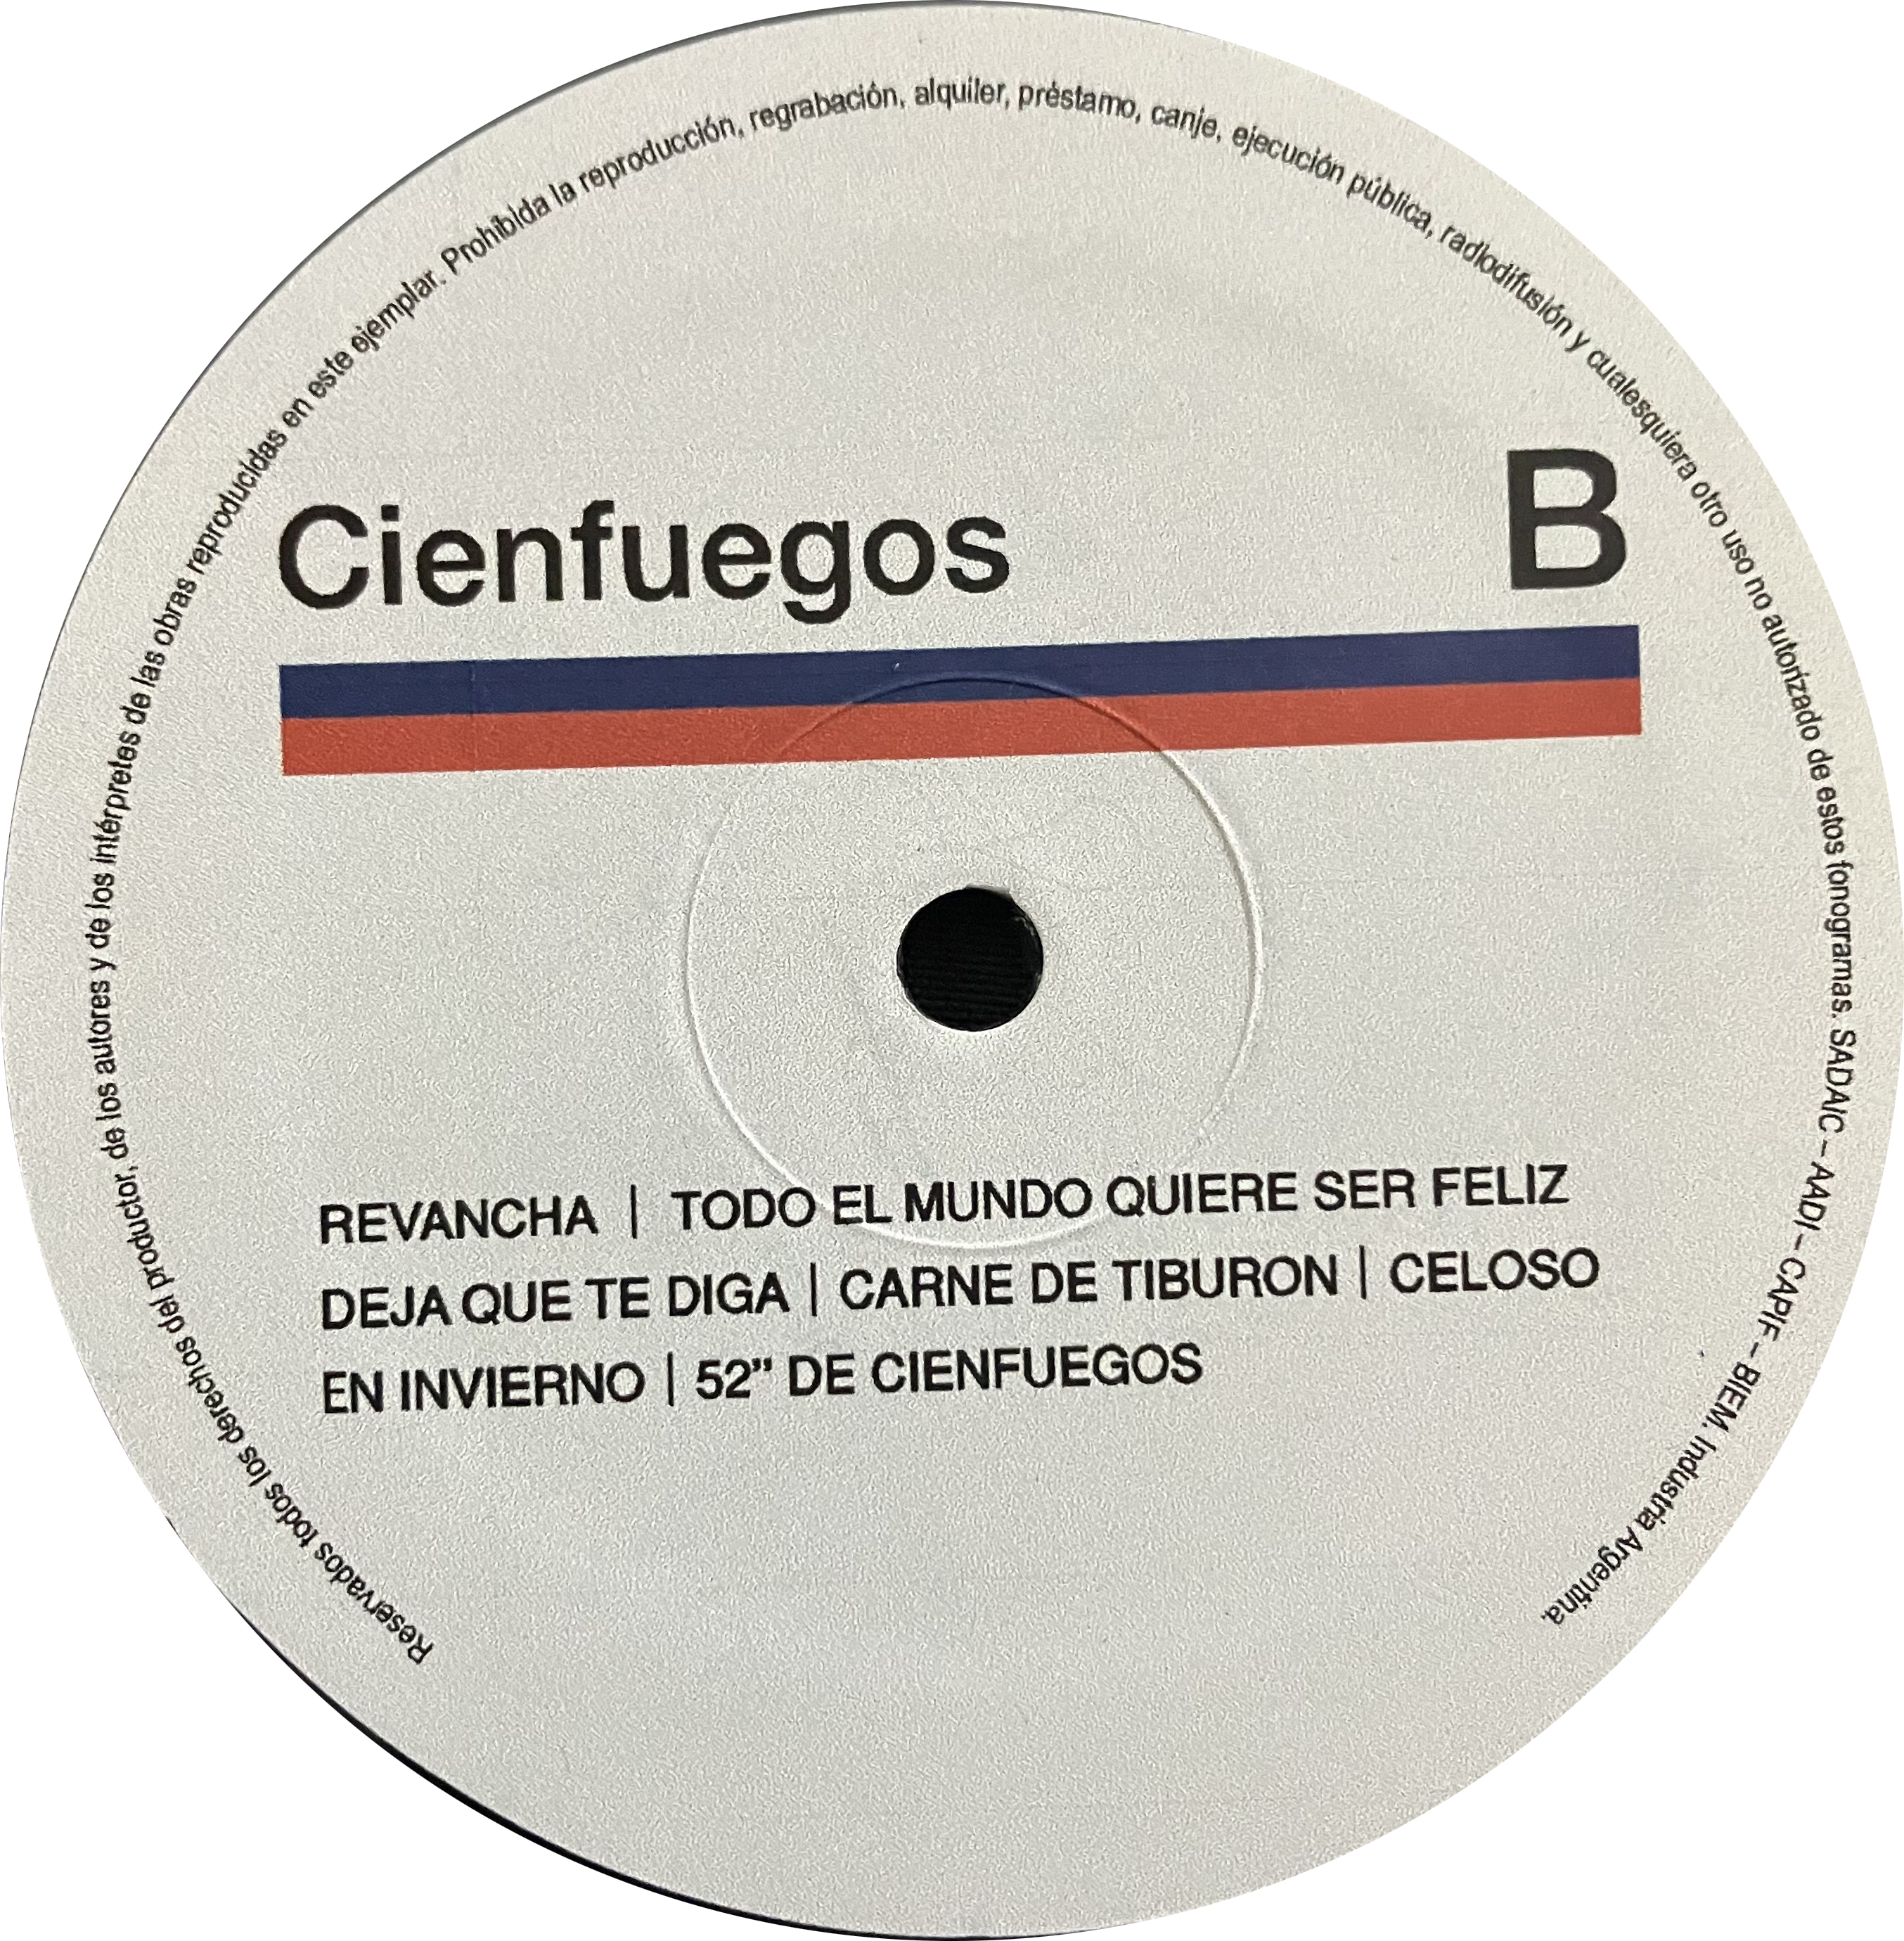 Reservados todos los derechos del productor, de los autores y de los intérpretes de las obras reproducidas en este ejemplar. Prohibida la reproducción, regrabación, alquiler, préstamo, canje, ejecución pública, radiodifusión y cualesquiera otro uso no autorizado de estos fonogramas. SADAIC – AADI – CAPIF – BIEM. Industria Argentina.
Cienfuegos
B
REVANCHA | TODO EL MUNDO QUIERE SER FELIZ
DEJA QUE TE DIGA | CARNE DE TIBURON | CELOSO
EN INVIERNO | 52” DE CIENFUEGOS